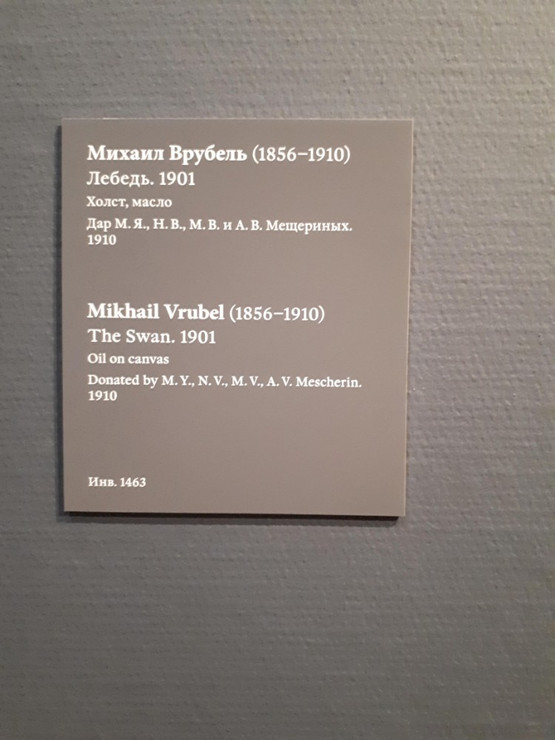 Михаил Врубель (1856–1910)
Лебедь. 1901
Холст, масло
Дар М. Я., Н. В., М. В. и А. В. Мещериных.
1910
Mikhail Vrubel (1856–1910)
The Swan. 1901
Oil on canvas
Donated by M. Y., N. V., M. V., A. V. Mescherin.
1910
Инв. 1463